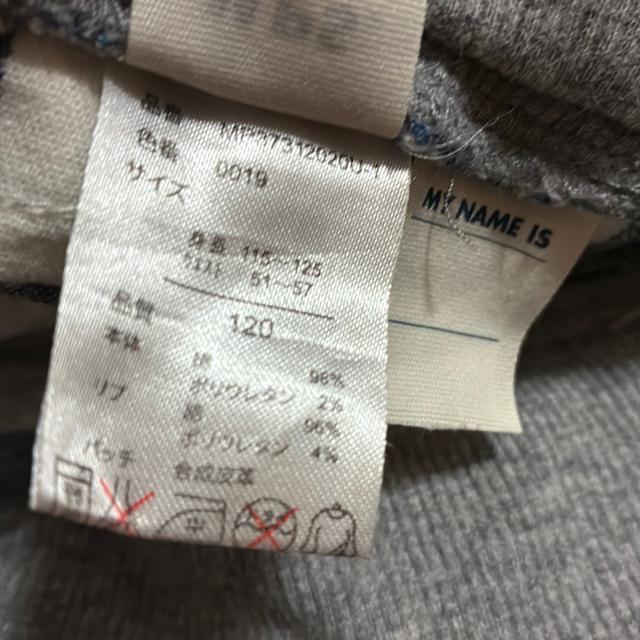 品番
色柄 0019
サイズ
MY NAME IS
身長 115~125
ウエスト 51~57
120
品質
本体 綿 96%
ポリウレタン 2%
リブ 綿 96%
ポリウレタン 4%
パッチ 合成皮革